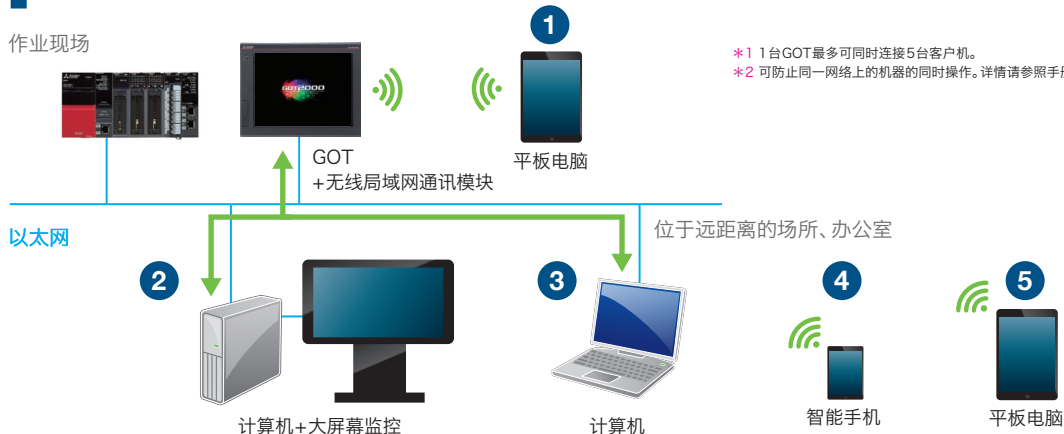 作业现场
1
*1 1台GOT最多可同时连接5台客户机。
*2 可防止同一网络上的机器的同时操作。详情请参照手册
GOT2000
GOT
+无线局域网通讯模块
平板电脑
以太网
位于远距离的场所、办公室
2
3
4
5
计算机+大屏幕监控
计算机
智能手机
平板电脑